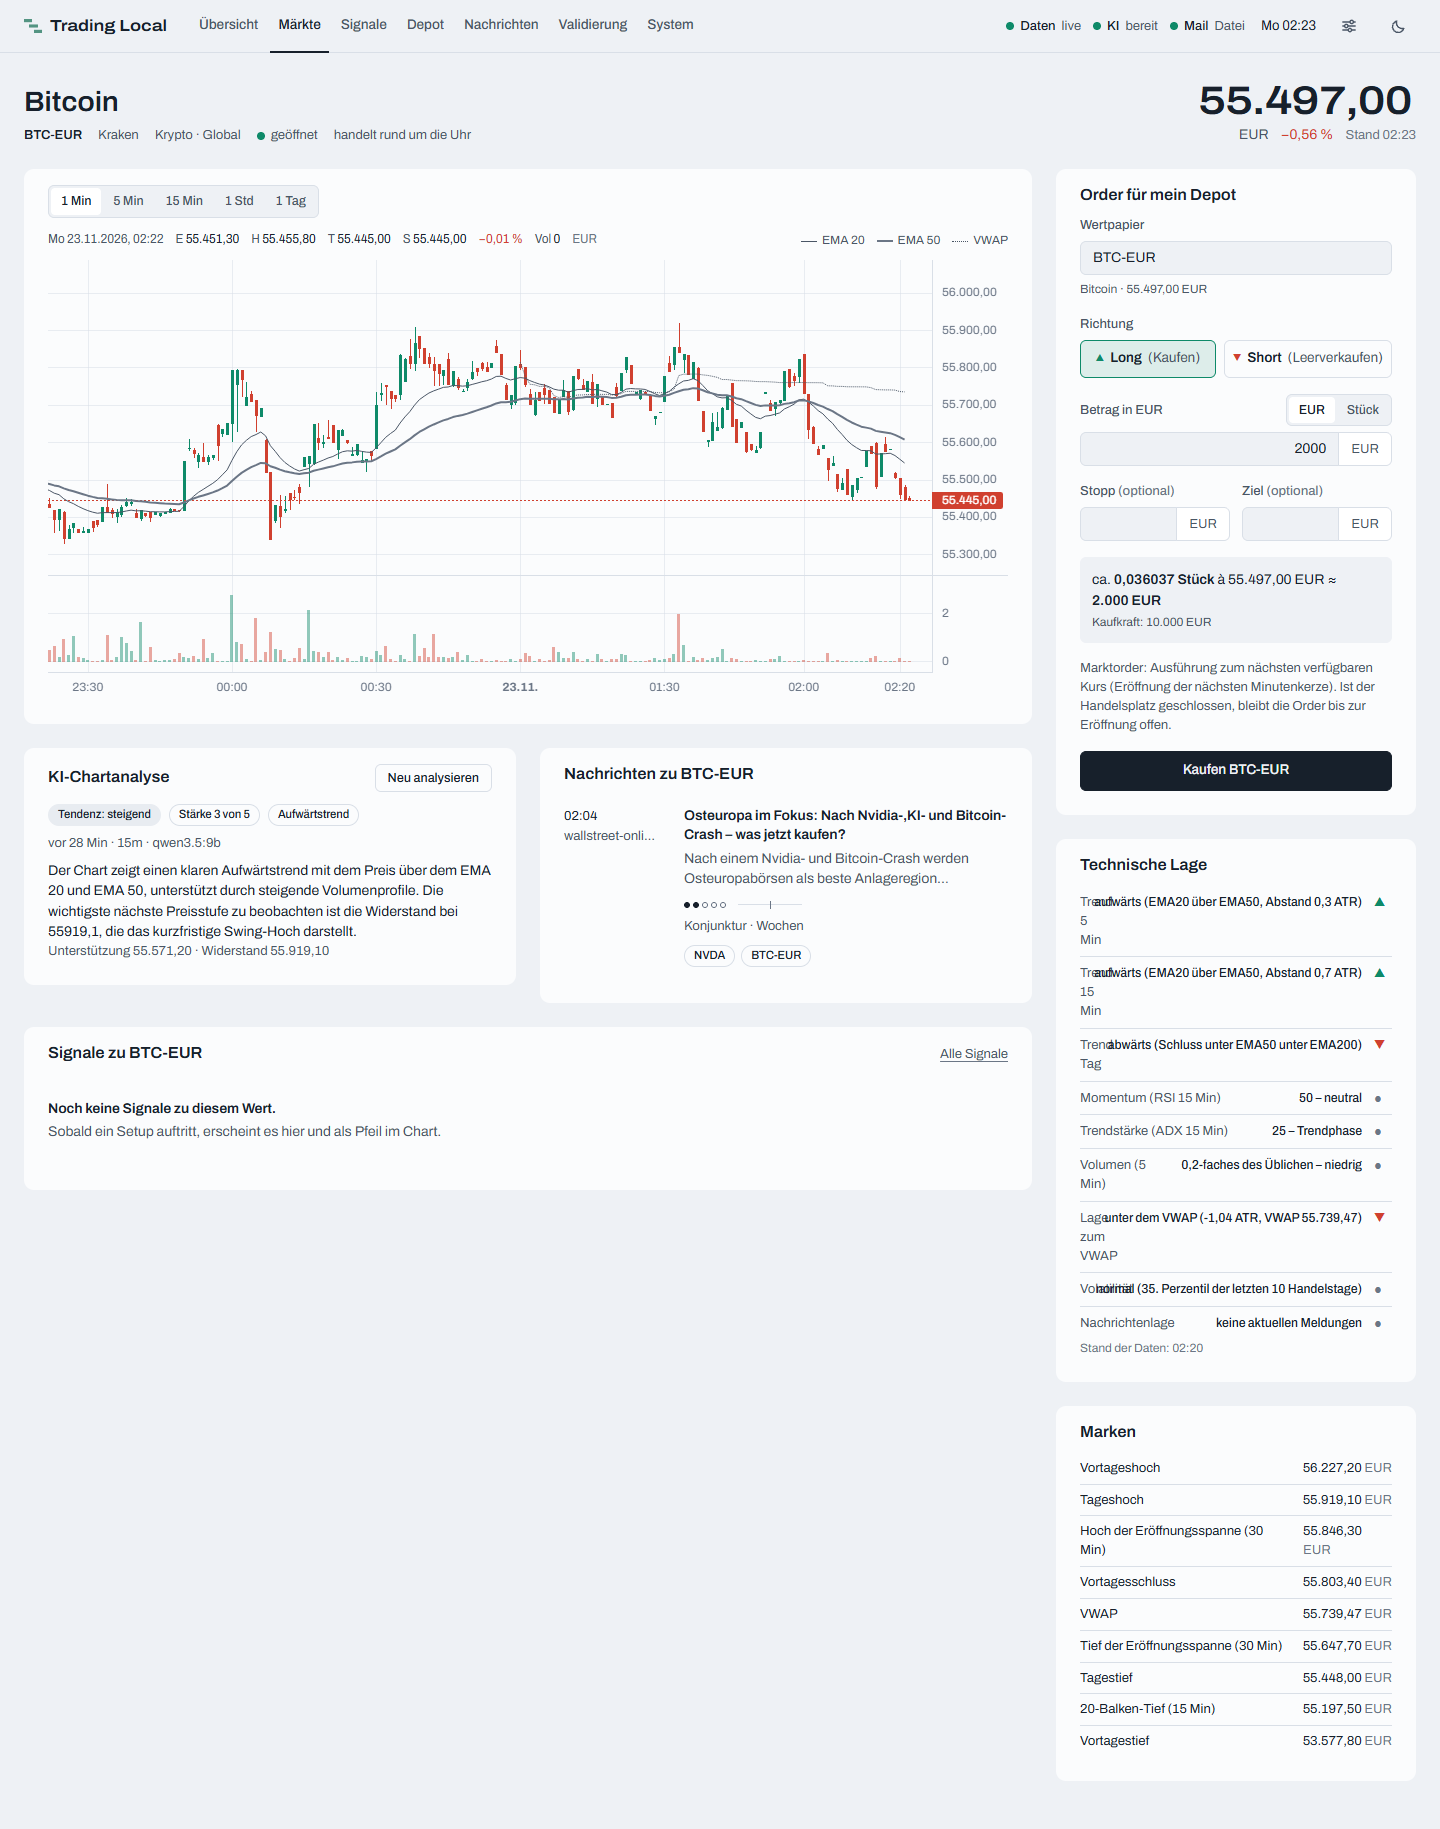 Trading Local Übersicht Märkte Signale Depot Nachrichten Validierung System Daten live KI bereit Mail Datei Mo 02:23
Bitcoin
55.497,00
BTC-EUR Kraken Krypto · Global geöffnet handelt rund um die Uhr
EUR −0,56 % Stand 02:23
1 Min 5 Min 15 Min 1 Std 1 Tag
Mo 23.11.2026, 02:22 E 55.451,30 H 55.455,80 T 55.445,00 S 55.445,00 −0,01 % Vol 0 EUR
EMA 20 EMA 50 VWAP
56.000,00
55.900,00
55.800,00
55.700,00
55.600,00
55.500,00
55.445,00
55.400,00
55.300,00
2
0
23:30 00:00 00:30 23.11. 01:30 02:00 02:20
Order für mein Depot
Wertpapier
BTC-EUR
Bitcoin · 55.497,00 EUR
Richtung
Long (Kaufen) Short (Leerverkaufen)
Betrag in EUR EUR Stück
2000 EUR
Stopp (optional) Ziel (optional)
EUR EUR
ca. 0,036037 Stück à 55.497,00 EUR ≈
2.000 EUR
Kaufkraft: 10.000 EUR
Marktorder: Ausführung zum nächsten verfügbaren
Kurs (Eröffnung der nächsten Minutenkerze). Ist der
Handelsplatz geschlossen, bleibt die Order bis zur
Eröffnung offen.
Kaufen BTC-EUR
KI-Chartanalyse
Neu analysieren
Tendenz: steigend Stärke 3 von 5 Aufwärtstrend
vor 28 Min · 15m · qwen3.5:9b
Der Chart zeigt einen klaren Aufwärtstrend mit dem Preis über dem EMA
20 und EMA 50, unterstützt durch steigende Volumenprofile. Die
wichtigste nächste Preisstufe zu beobachten ist die Widerstand bei
55919,1, die das kurzfristige Swing-Hoch darstellt.
Unterstützung 55.571,20 · Widerstand 55.919,10
Nachrichten zu BTC-EUR
02:04
wallstreet-onli...
Osteuropa im Fokus: Nach Nvidia-,KI- und Bitcoin-
Crash – was jetzt kaufen?
Nach einem Nvidia- und Bitcoin-Crash werden
Osteuropabörsen als beste Anlageregion...
Konjunktur · Wochen
NVDA BTC-EUR
Signale zu BTC-EUR
Alle Signale
Noch keine Signale zu diesem Wert.
Sobald ein Setup auftritt, erscheint es hier und als Pfeil im Chart.
Technische Lage
Trend aufwärts (EMA20 über EMA50, Abstand 0,3 ATR)
5
Min
Trend aufwärts (EMA20 über EMA50, Abstand 0,7 ATR)
15
Min
Trend abwärts (Schluss unter EMA50 unter EMA200)
Tag
Momentum (RSI 15 Min) 50 – neutral
Trendstärke (ADX 15 Min) 25 – Trendphase
Volumen (5 0,2-faches des Üblichen – niedrig
Min)
Lage unter dem VWAP (-1,04 ATR, VWAP 55.739,47)
zum
VWAP
Volatilität normal (35. Perzentil der letzten 10 Handelstage)
Nachrichtenlage keine aktuellen Meldungen
Stand der Daten: 02:20
Marken
Vortageshoch 56.227,20 EUR
Tageshoch 55.919,10 EUR
Hoch der Eröffnungsspanne (30 55.846,30
Min) EUR
Vortagesschluss 55.803,40 EUR
VWAP 55.739,47 EUR
Tief der Eröffnungsspanne (30 Min) 55.647,70 EUR
Tagestief 55.448,00 EUR
20-Balken-Tief (15 Min) 55.197,50 EUR
Vortagestief 53.577,80 EUR